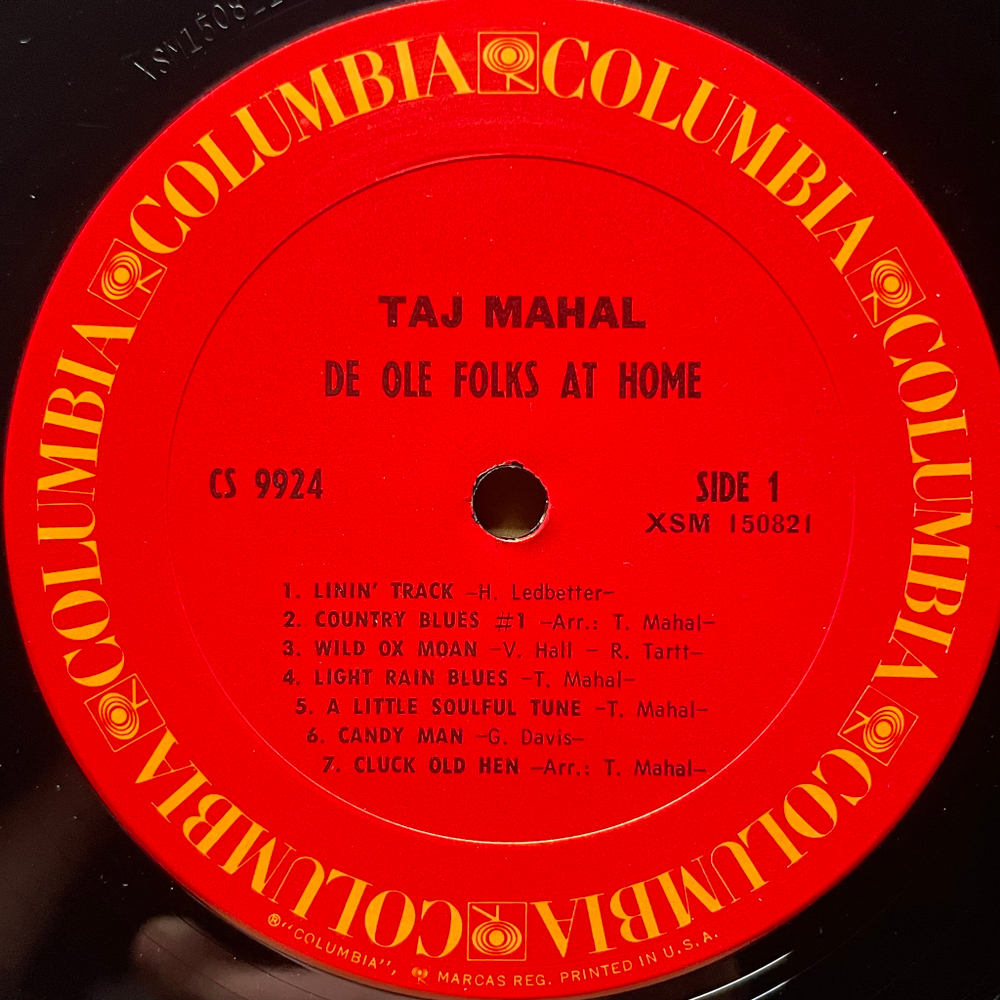 COLUMBIA COLUMBIA COLUMBIA COLUMBIA COLUMBIA COLUMBIA
TAJ MAHAL
DE OLE FOLKS AT HOME
CS 9924
SIDE 1
XSM 150821
1. LININ' TRACK –H. Ledbetter–
2. COUNTRY BLUES #1 –Arr.: T. Mahal–
3. WILD OX MOAN –V. Hall – R. Tartt–
4. LIGHT RAIN BLUES –T. Mahal–
5. A LITTLE SOULFUL TUNE –T. Mahal–
6. CANDY MAN –G. Davis–
7. CLUCK OLD HEN –Arr.: T. Mahal–
®"COLUMBIA", MARCAS REG. PRINTED IN U.S.A.